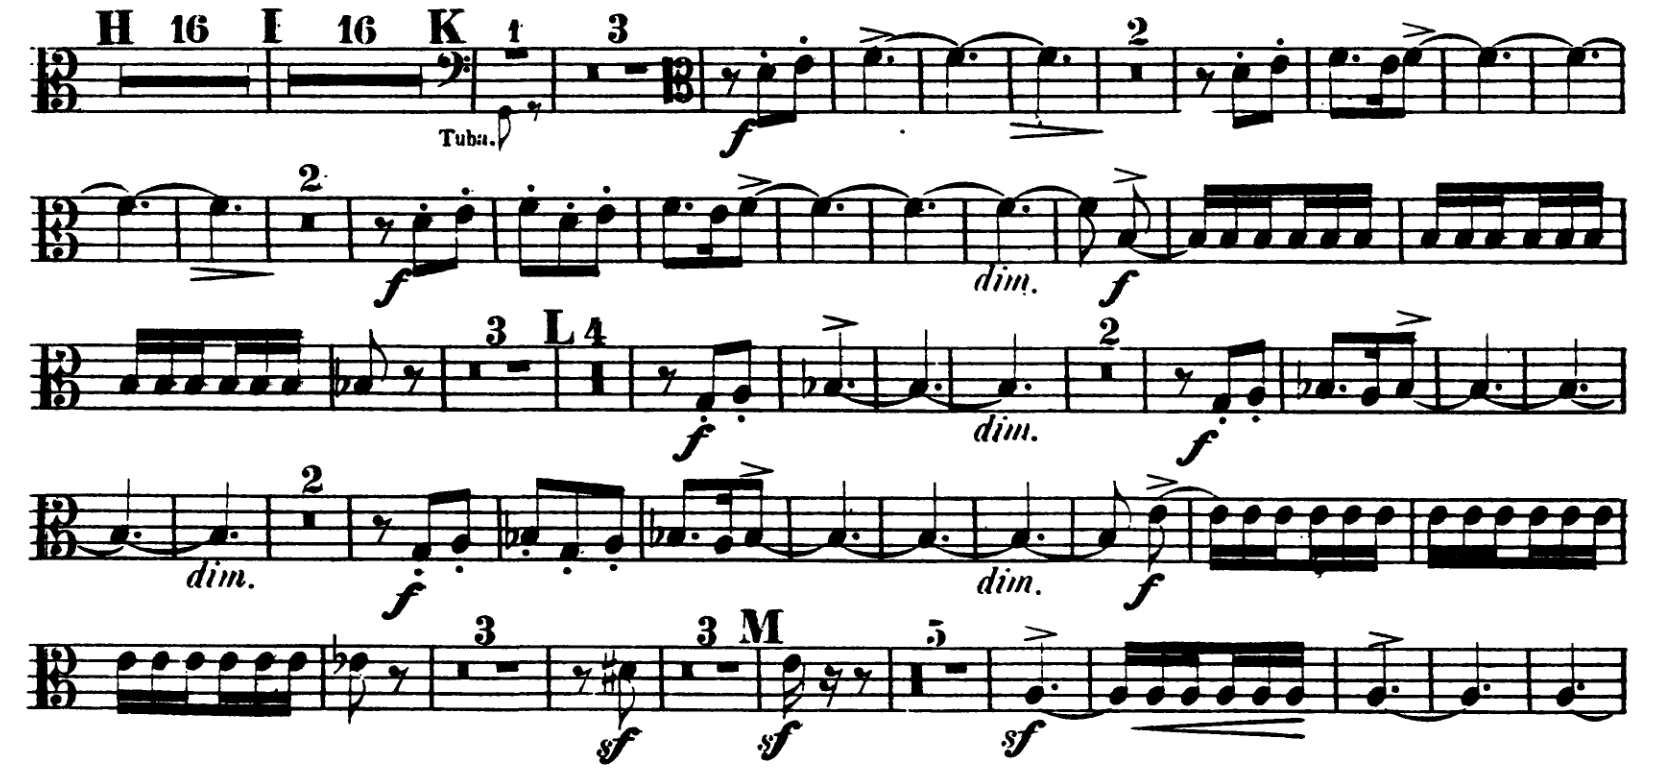 H 16 I 16 K 1 3 2
Tuba. f
2
f dim. f
3 L 4 2
f dim. f
2
dim. f dim. f
3 3 M 5
sf sf sf